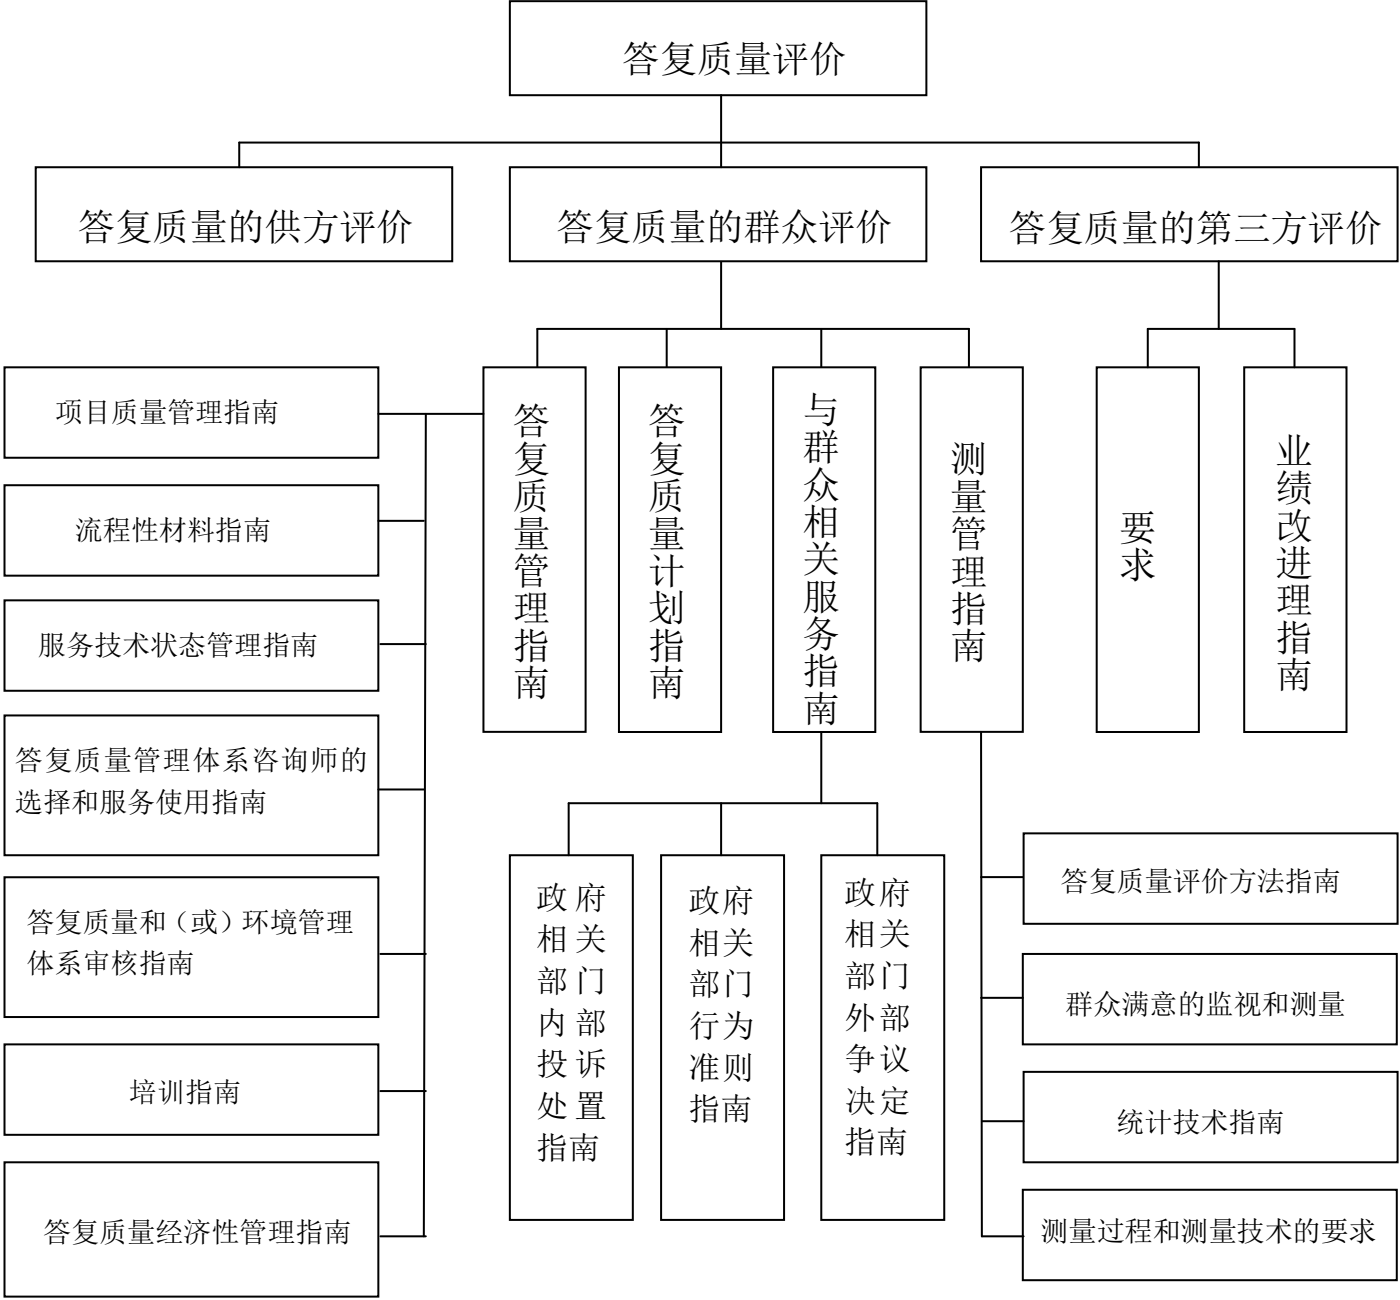 答复质量评价
答复质量的供方评价
答复质量的群众评价
答复质量的第三方评价
项目质量管理指南
流程性材料指南
服务技术状态管理指南
答复质量管理体系咨询师的
选择和服务使用指南
答复质量和（或）环境管理
体系审核指南
培训指南
答复质量经济性管理指南
答复质量管理指南
答复质量计划指南
与群众相关服务指南
测量管理指南
要求
业绩改进理指南
政府
相关
部门
内部
投诉
处置
指南
政府
相关
部门
行为
准则
指南
政府
相关
部门
外部
争议
决定
指南
答复质量评价方法指南
群众满意的监视和测量
统计技术指南
测量过程和测量技术的要求